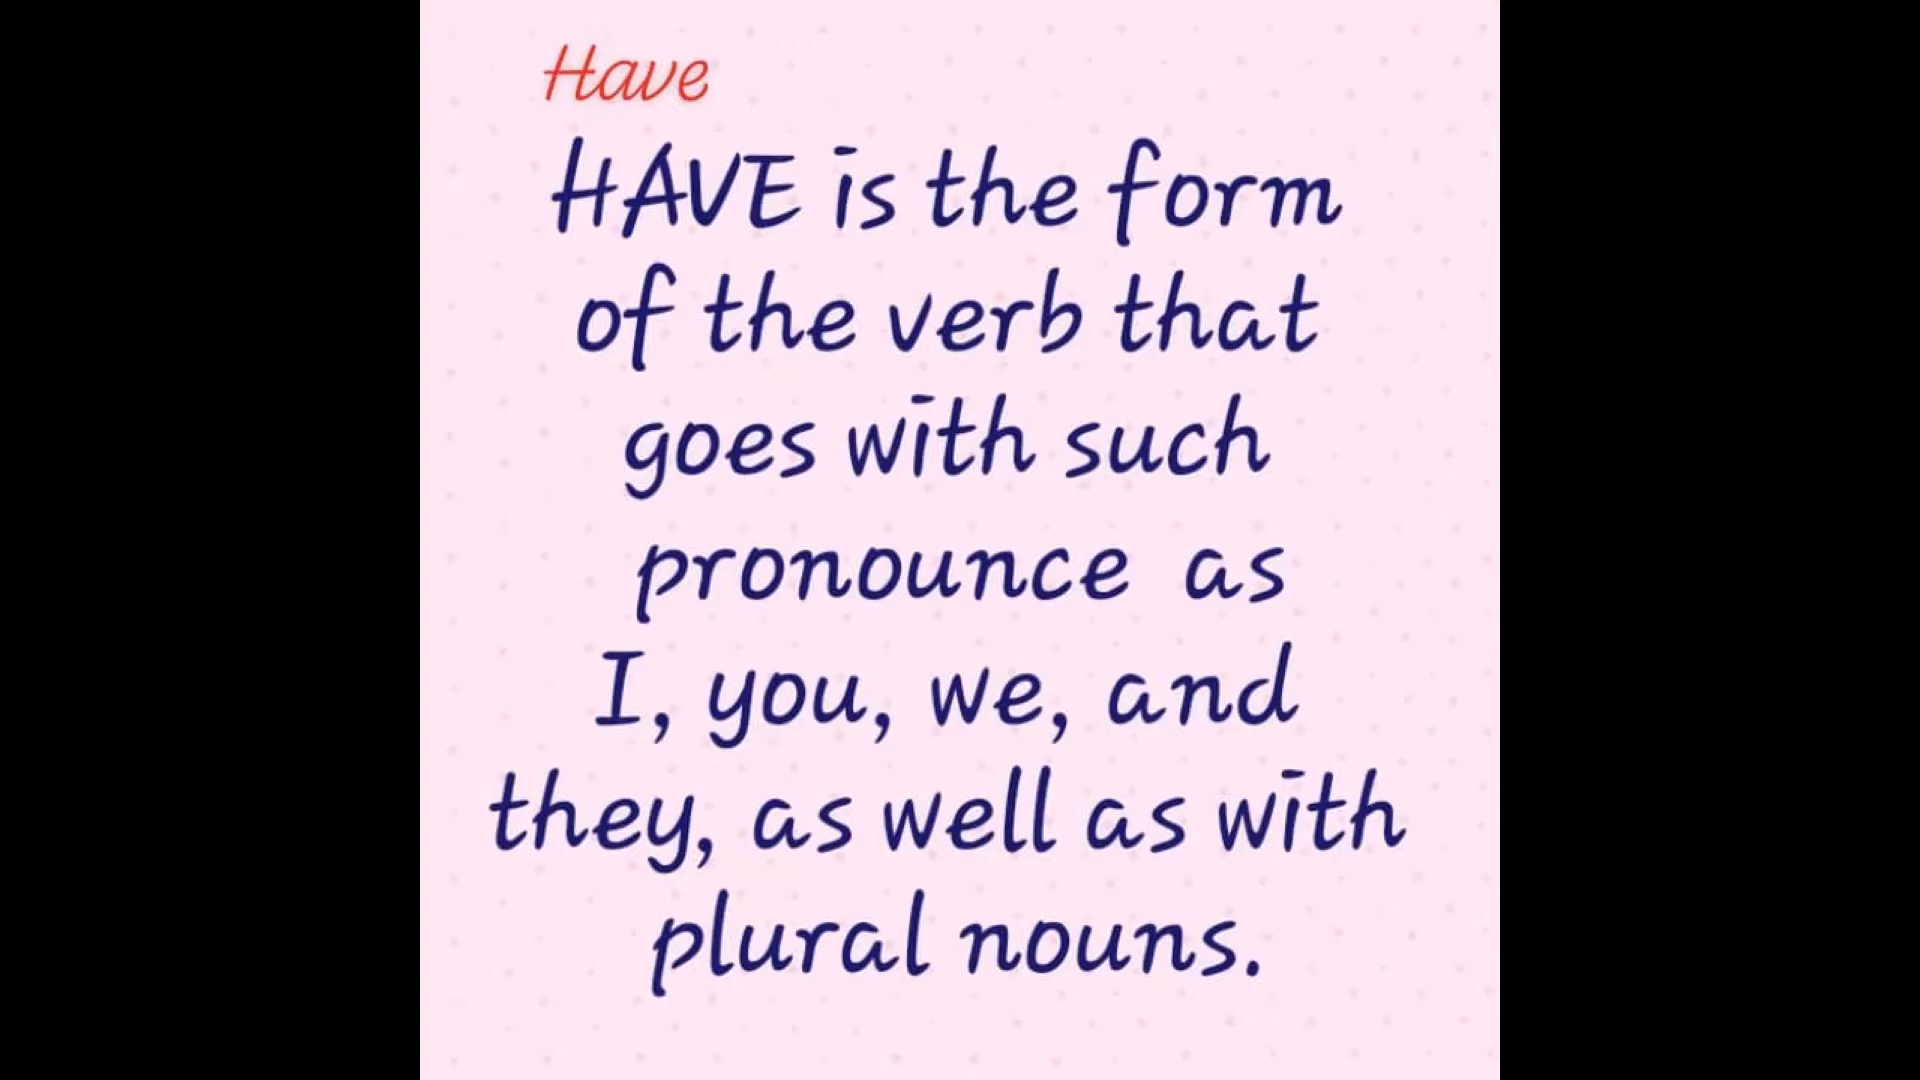 Have
HAVE is the form
of the verb that
goes with such
pronounce as
I, you, we, and
they, as well as with
plural nouns.